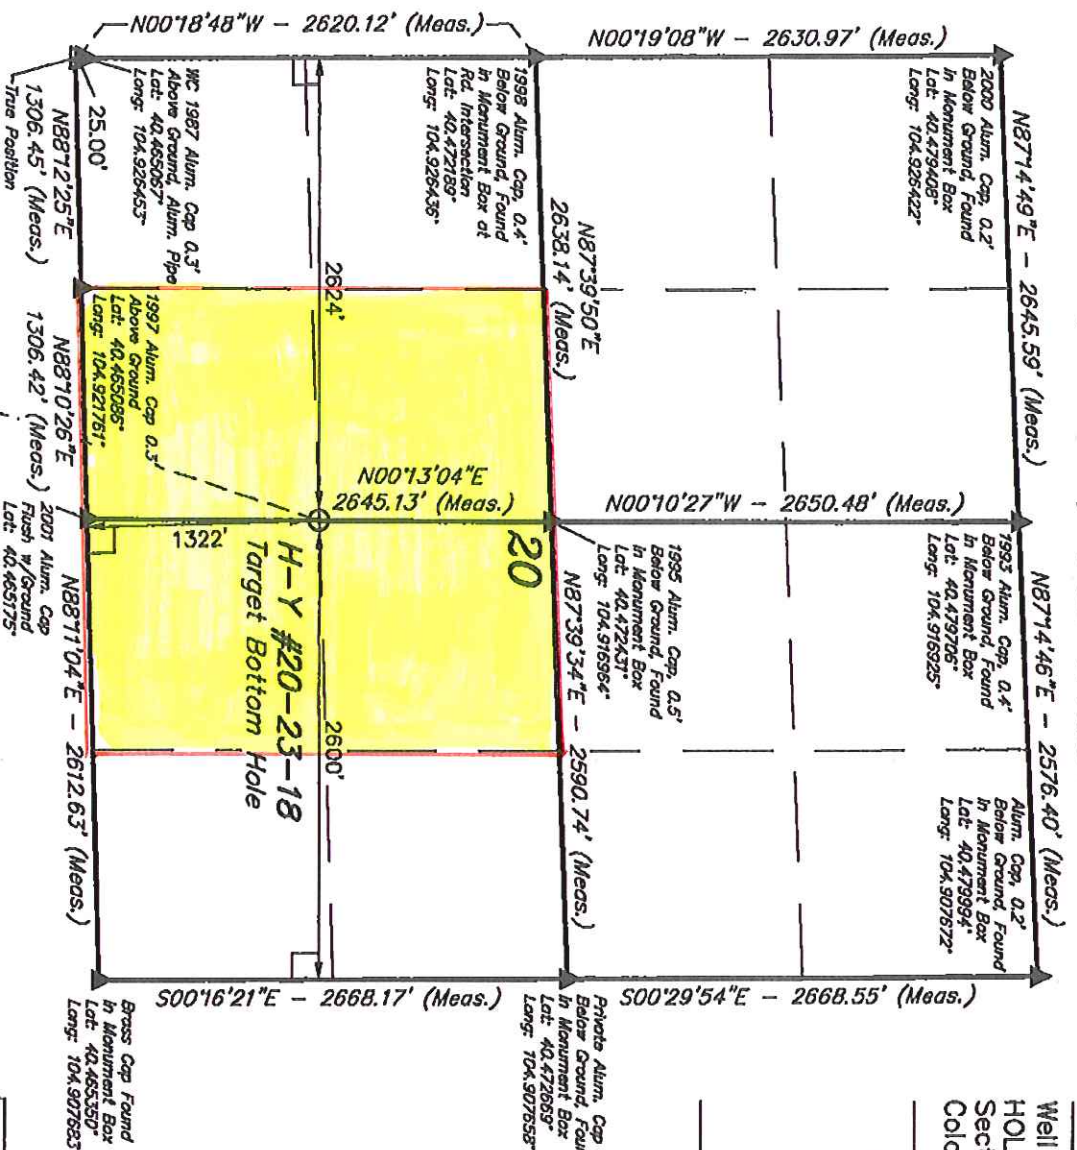 N00°18'48"W - 2620.12' (Meas.)
N00°19'08"W - 2630.97' (Meas.)
N87°14'49"E - 2645.59' (Meas.)
2000 Alum. Cap, 0.2'
Below Ground, Found
In Monument Box
Lat: 40.479408°
Long: 104.926422°
1998 Alum. Cap, 0.4'
Below Ground, Found
In Monument Box at
Rd. Intersection
Lat: 40.472189°
Long: 104.926436°
WC 1987 Alum. Cap 0.3'
Above Ground, Alum. Pipe
Lat: 40.465067°
Long: 104.926453°
25.00'
N88°12'25"E
1306.45' (Meas.)
True Position
N87°39'50"E
2638.14' (Meas.)
2624'
1997 Alum. Cap 0.3'
Above Ground
Lat: 40.465086°
Long: 104.921761°
N88°10'26"E
1306.42' (Meas.)
N00°13'04"E
2645.13' (Meas.)
N00°10'27"W - 2650.48' (Meas.)
20
1322'
H-Y #20-23-18
Target Bottom Hole
2001 Alum. Cap
Flush w/Ground
Lat: 40.465175°
1993 Alum. Cap, 0.4'
Below Ground, Found
In Monument Box
Lat: 40.479706°
Long: 104.916925°
1995 Alum. Cap, 0.5'
Below Ground, Found
In Monument Box
Lat: 40.472431°
Long: 104.916964°
N87°14'46"E - 2576.40' (Meas.)
N87°39'34"E - 2590.74' (Meas.)
N88°11'04"E - 2612.63' (Meas.)
2600'
Alum. Cap, 0.2'
Below Ground, Found
In Monument Box
Lat: 40.479994°
Long: 104.907672°
S00°16'21"E - 2668.17' (Meas.)
S00°29'54"E - 2668.55' (Meas.)
Private Alum. Cap
Below Ground, Fou
In Monument Box
Lat: 40.472669°
Long: 104.907658°
Brass Cap Found
In Monument Box
Lat: 40.465350°
Long: 104.907683
Well
HOL
Sect
Colo